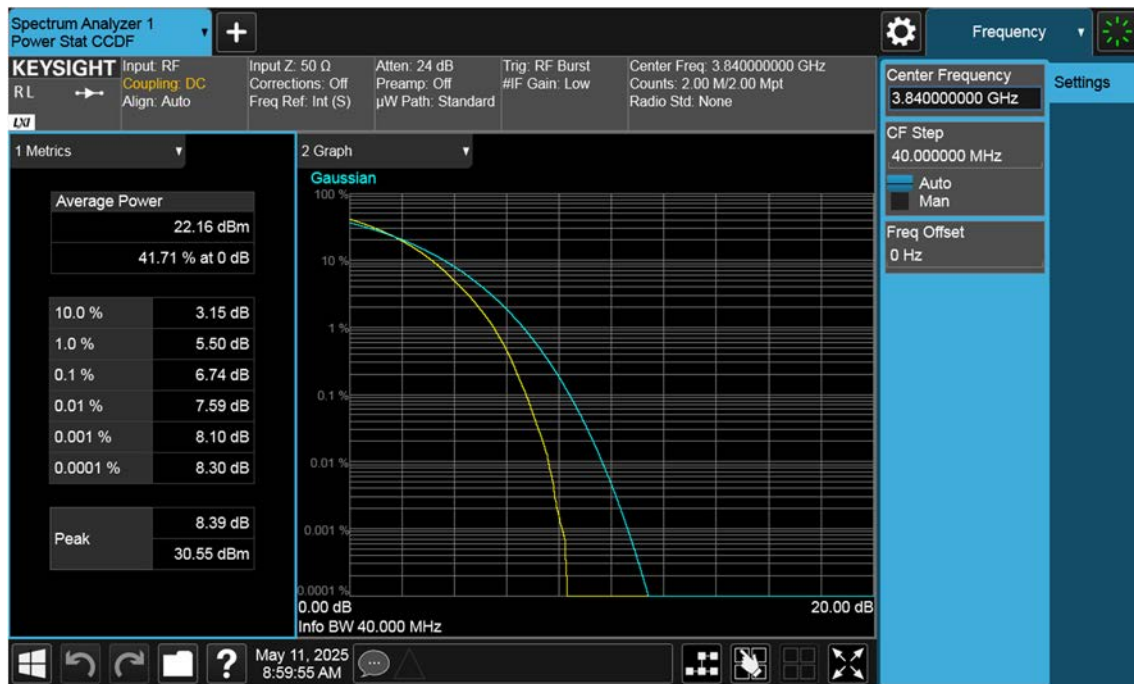 Spectrum Analyzer 1
Power Stat CCDF
+
Frequency
KEYSIGHT
RL
LXI
Input: RF
Coupling: DC
Align: Auto
Input Z: 50 Ω
Corrections: Off
Freq Ref: Int (S)
Atten: 24 dB
Preamp: Off
µW Path: Standard
Trig: RF Burst
#IF Gain: Low
Center Freq: 3.840000000 GHz
Counts: 2.00 M/2.00 Mpt
Radio Std: None
Center Frequency
3.840000000 GHz
Settings
CF Step
40.000000 MHz
Auto
Man
Freq Offset
0 Hz
1 Metrics
Average Power
22.16 dBm
41.71 % at 0 dB
10.0 % 3.15 dB
1.0 % 5.50 dB
0.1 % 6.74 dB
0.01 % 7.59 dB
0.001 % 8.10 dB
0.0001 % 8.30 dB
Peak
8.39 dB
30.55 dBm
2 Graph
Gaussian
100 %
10 %
1 %
0.1 %
0.01 %
0.001 %
0.0001 %
0.00 dB 20.00 dB
Info BW 40.000 MHz
?
May 11, 2025
8:59:55 AM